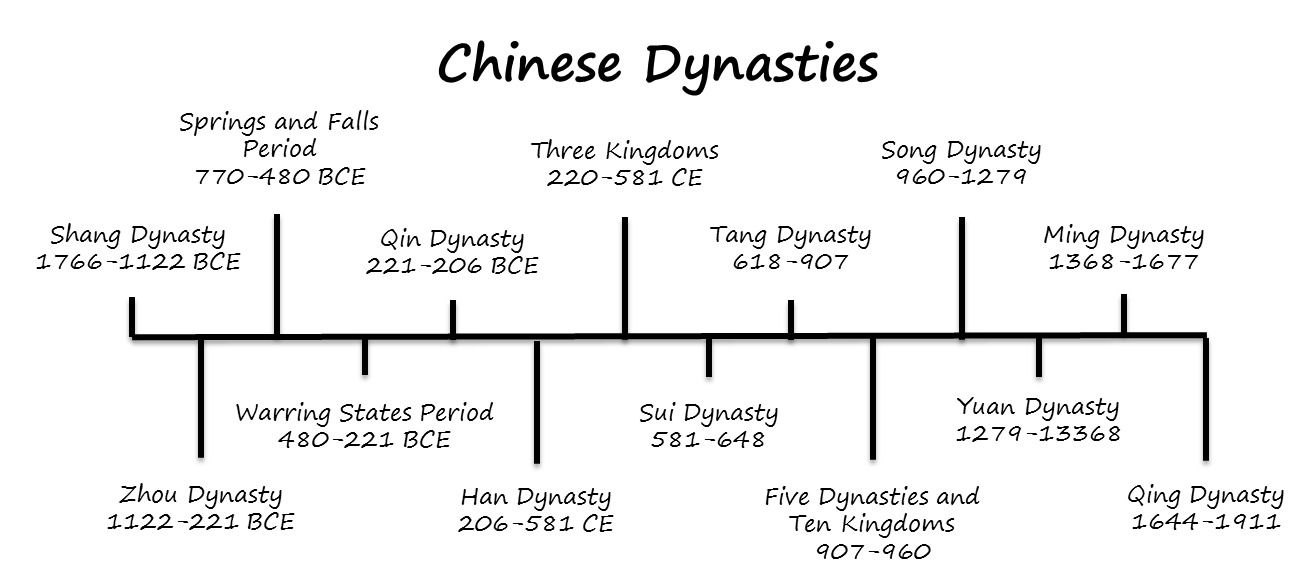 Chinese Dynasties
Shang Dynasty
1766-1122 BCE
Zhou Dynasty
1122-221 BCE
Springs and Falls
Period
770-480 BCE
Warring States Period
480-221 BCE
Qin Dynasty
221-206 BCE
Han Dynasty
206-581 CE
Three Kingdoms
220-581 CE
Sui Dynasty
581-648
Tang Dynasty
618-907
Five Dynasties and
Ten Kingdoms
907-960
Song Dynasty
960-1279
Yuan Dynasty
1279-13368
Ming Dynasty
1368-1677
Qing Dynasty
1644-1911